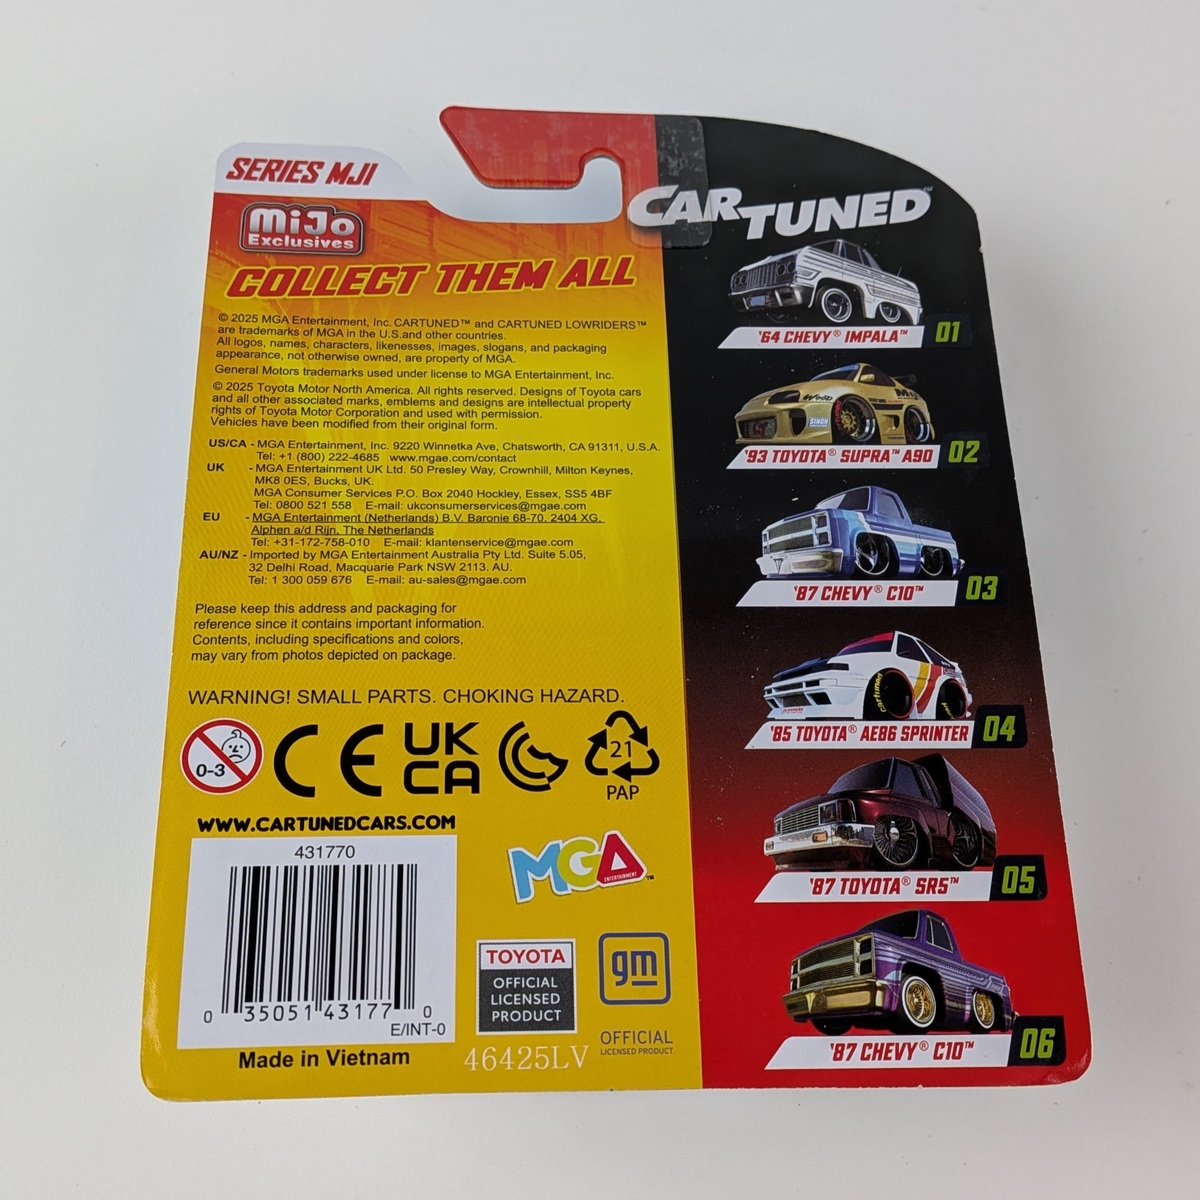 SERIES MJ1
MiJo
Exclusives
COLLECT THEM ALL
© 2025 MGA Entertainment, Inc. CARTUNED™ and CARTUNED LOWRIDERS™
are trademarks of MGA in the U.S.and other countries.
All logos, names, characters, likenesses, images, slogans, and packaging
appearance, not otherwise owned, are property of MGA.
General Motors trademarks used under license to MGA Entertainment, Inc.
© 2025 Toyota Motor North America. All rights reserved. Designs of Toyota cars
and all other associated marks, emblems and designs are intellectual property
rights of Toyota Motor Corporation and used with permission.
Vehicles have been modified from their original form.
US/CA - MGA Entertainment, Inc. 9220 Winnetka Ave, Chatsworth, CA 91311, U.S.A.
Tel: +1 (800) 222-4685 www.mgae.com/contact
UK - MGA Entertainment UK Ltd. 50 Presley Way, Crownhill, Milton Keynes,
MK8 0ES, Bucks, UK.
MGA Consumer Services P.O. Box 2040 Hockley, Essex, SS5 4BF
Tel: 0800 521 558 E-mail: ukconsumerservices@mgae.com
EU - MGA Entertainment (Netherlands) B.V. Baronie 68-70, 2404 XG,
Alphen a/d Rijn, The Netherlands
Tel: +31-172-758-010 E-mail: klantenservice@mgae.com
AU/NZ - Imported by MGA Entertainment Australia Pty Ltd. Suite 5.05,
32 Delhi Road, Macquarie Park NSW 2113. AU.
Tel: 1 300 059 676 E-mail: au-sales@mgae.com
Please keep this address and packaging for
reference since it contains important information.
Contents, including specifications and colors,
may vary from photos depicted on package.
WARNING! SMALL PARTS. CHOKING HAZARD.
0-3
CE
UK
CA
21
PAP
WWW.CARTUNEDCARS.COM
431770
0 35051 43177 0
E/INT-0
Made in Vietnam
MGA™
ENTERTAINMENT
TOYOTA
OFFICIAL
LICENSED
PRODUCT
46425LV
gm
OFFICIAL
LICENSED PRODUCT
CARTUNED™
'64 CHEVY® IMPALA™ 01
'93 TOYOTA® SUPRA™ A90 02
'87 CHEVY® C10™ 03
cartuned
'85 TOYOTA® AE86 SPRINTER 04
'87 TOYOTA® SR5™ 05
'87 CHEVY® C10™ 06